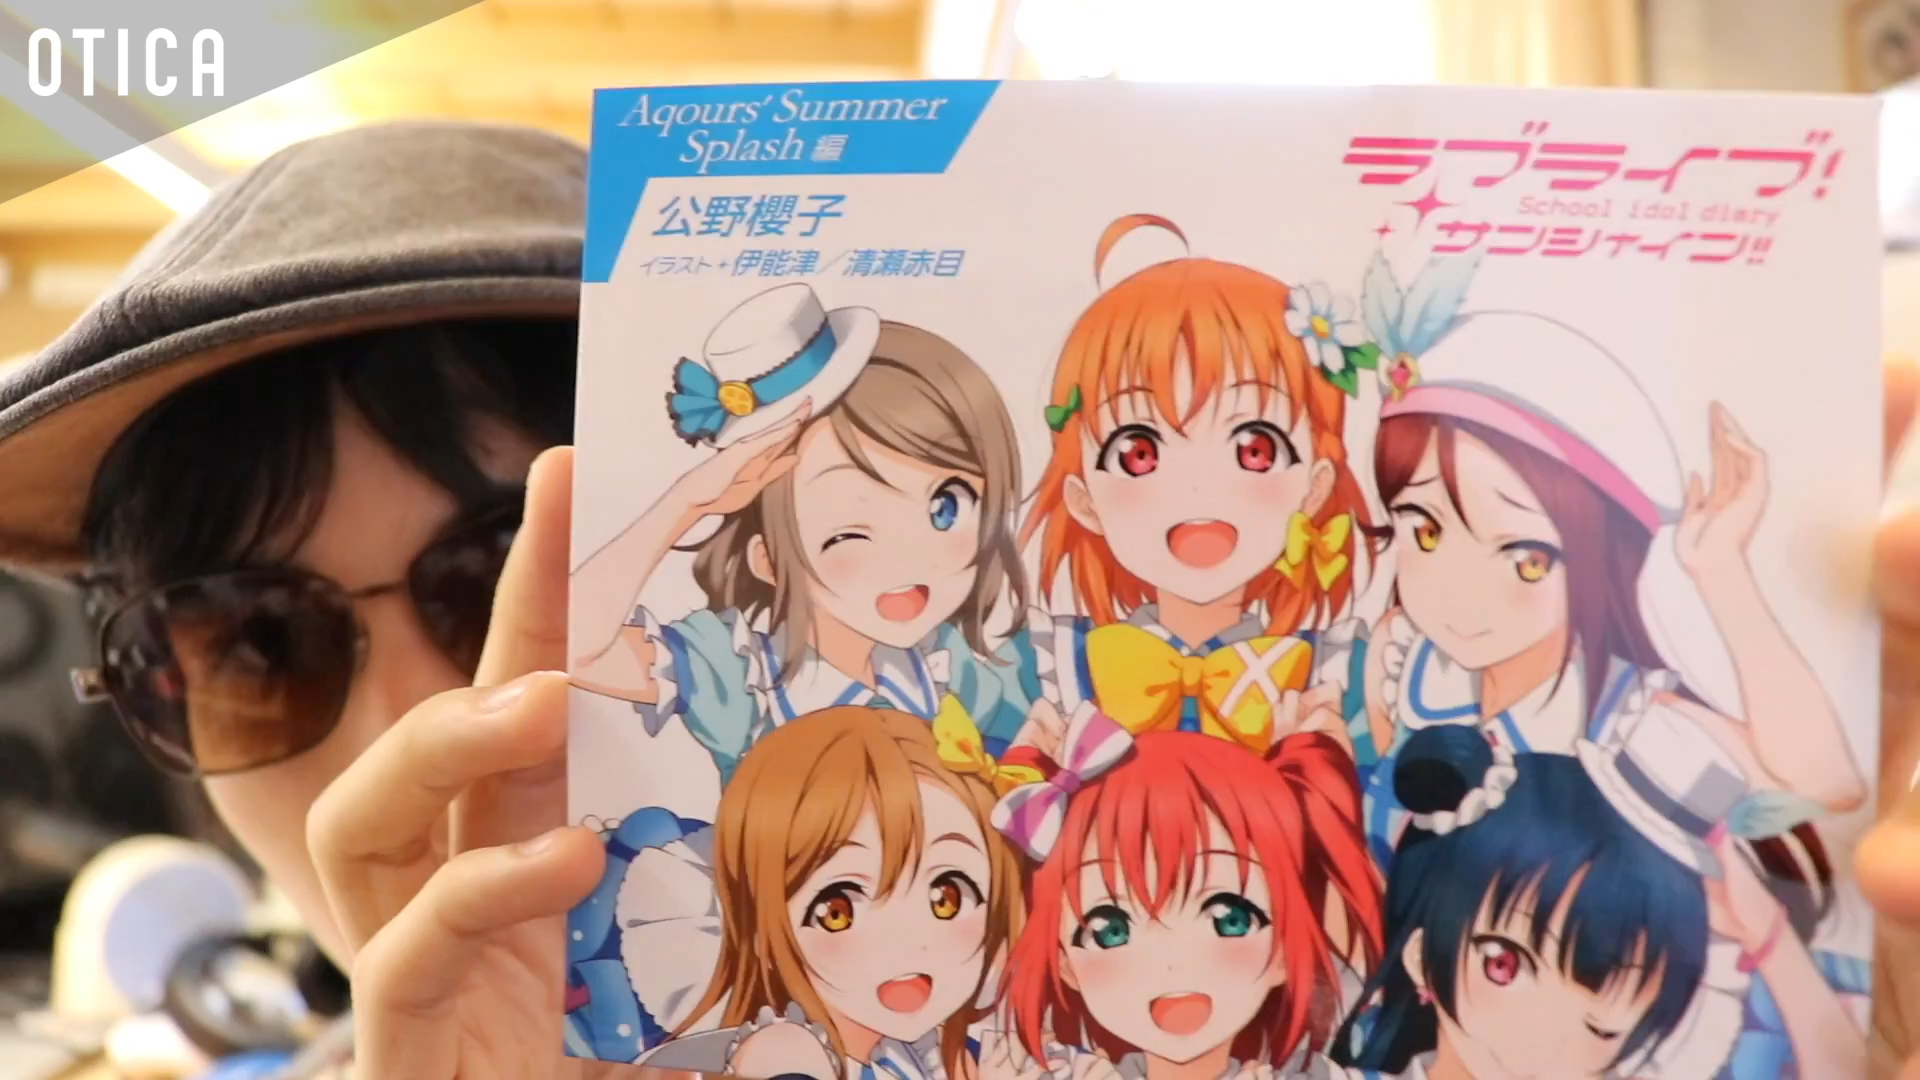 OTICA
Aqours' Summer
Splash 編
公野櫻子
イラスト・伊能津／清瀬赤目
ラブライブ!
School idol diary
サンシャイン!!